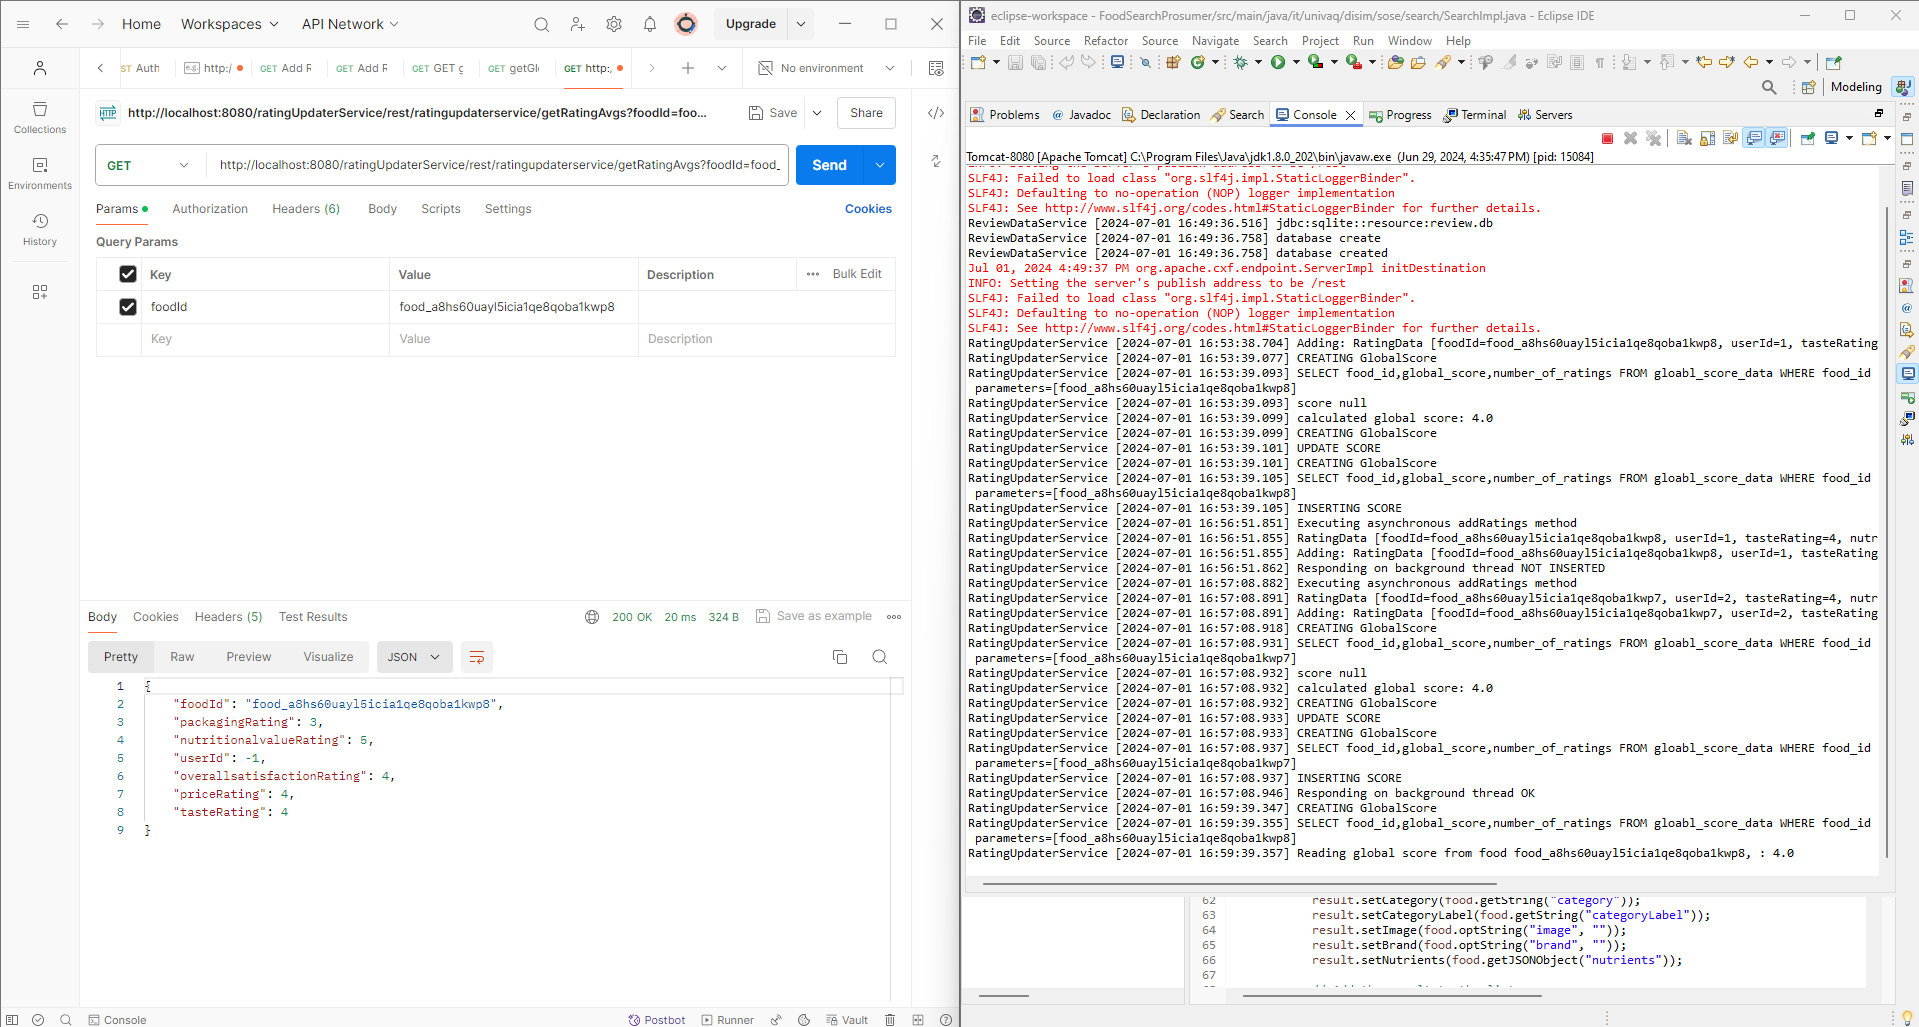 Home
Workspaces
API Network
Upgrade
ST Auth
http:/
GET Add R
GET Add R
GET GET g
GET getGl
GET http:
No environment
http://localhost:8080/ratingUpdaterService/rest/ratingupdaterservice/getRatingAvgs?foodId=foo...
Save
Share
GET
http://localhost:8080/ratingUpdaterService/rest/ratingupdaterservice/getRatingAvgs?foodId=food_
Send
Collections
Environments
History
Params
Authorization
Headers (6)
Body
Scripts
Settings
Cookies
Query Params
Key
Value
Description
Bulk Edit
foodId
food_a8hs60uayl5icia1qe8qoba1kwp8
Key
Value
Description
Body
Cookies
Headers (5)
Test Results
200 OK
20 ms
324 B
Save as example
Pretty
Raw
Preview
Visualize
JSON
1 {
2 "foodId": "food_a8hs60uayl5icia1qe8qoba1kwp8",
3 "packagingRating": 3,
4 "nutritionalvalueRating": 5,
5 "userId": -1,
6 "overallsatisfactionRating": 4,
7 "priceRating": 4,
8 "tasteRating": 4
9 }
Console
Postbot
Runner
Vault
eclipse-workspace - FoodSearchProsumer/src/main/java/it/univaq/disim/sose/search/SearchImpl.java - Eclipse IDE
File Edit Source Refactor Source Navigate Search Project Run Window Help
Modeling
Problems
Javadoc
Declaration
Search
Console
Progress
Terminal
Servers
Tomcat-8080 [Apache Tomcat] C:\Program Files\Java\jdk1.8.0_202\bin\javaw.exe (Jun 29, 2024, 4:35:47 PM) [pid: 15084]
SLF4J: Failed to load class "org.slf4j.impl.StaticLoggerBinder".
SLF4J: Defaulting to no-operation (NOP) logger implementation
SLF4J: See http://www.slf4j.org/codes.html#StaticLoggerBinder for further details.
ReviewDataService [2024-07-01 16:49:36.516] jdbc:sqlite::resource:review.db
ReviewDataService [2024-07-01 16:49:36.758] database create
ReviewDataService [2024-07-01 16:49:36.758] database created
Jul 01, 2024 4:49:37 PM org.apache.cxf.endpoint.ServerImpl initDestination
INFO: Setting the server's publish address to be /rest
SLF4J: Failed to load class "org.slf4j.impl.StaticLoggerBinder".
SLF4J: Defaulting to no-operation (NOP) logger implementation
SLF4J: See http://www.slf4j.org/codes.html#StaticLoggerBinder for further details.
RatingUpdaterService [2024-07-01 16:53:38.704] Adding: RatingData [foodId=food_a8hs60uayl5icia1qe8qoba1kwp8, userId=1, tasteRating
RatingUpdaterService [2024-07-01 16:53:39.077] CREATING GlobalScore
RatingUpdaterService [2024-07-01 16:53:39.093] SELECT food_id,global_score,number_of_ratings FROM gloabl_score_data WHERE food_id
parameters=[food_a8hs60uayl5icia1qe8qoba1kwp8]
RatingUpdaterService [2024-07-01 16:53:39.093] score null
RatingUpdaterService [2024-07-01 16:53:39.099] calculated global score: 4.0
RatingUpdaterService [2024-07-01 16:53:39.099] CREATING GlobalScore
RatingUpdaterService [2024-07-01 16:53:39.101] UPDATE SCORE
RatingUpdaterService [2024-07-01 16:53:39.101] CREATING GlobalScore
RatingUpdaterService [2024-07-01 16:53:39.105] SELECT food_id,global_score,number_of_ratings FROM gloabl_score_data WHERE food_id
parameters=[food_a8hs60uayl5icia1qe8qoba1kwp8]
RatingUpdaterService [2024-07-01 16:53:39.105] INSERTING SCORE
RatingUpdaterService [2024-07-01 16:56:51.851] Executing asynchronous addRatings method
RatingUpdaterService [2024-07-01 16:56:51.855] RatingData [foodId=food_a8hs60uayl5icia1qe8qoba1kwp8, userId=1, tasteRating=4, nutr
RatingUpdaterService [2024-07-01 16:56:51.855] Adding: RatingData [foodId=food_a8hs60uayl5icia1qe8qoba1kwp8, userId=1, tasteRating
RatingUpdaterService [2024-07-01 16:56:51.862] Responding on background thread NOT INSERTED
RatingUpdaterService [2024-07-01 16:57:08.882] Executing asynchronous addRatings method
RatingUpdaterService [2024-07-01 16:57:08.891] RatingData [foodId=food_a8hs60uayl5icia1qe8qoba1kwp7, userId=2, tasteRating=4, nutr
RatingUpdaterService [2024-07-01 16:57:08.891] Adding: RatingData [foodId=food_a8hs60uayl5icia1qe8qoba1kwp7, userId=2, tasteRating
RatingUpdaterService [2024-07-01 16:57:08.918] CREATING GlobalScore
RatingUpdaterService [2024-07-01 16:57:08.931] SELECT food_id,global_score,number_of_ratings FROM gloabl_score_data WHERE food_id
parameters=[food_a8hs60uayl5icia1qe8qoba1kwp7]
RatingUpdaterService [2024-07-01 16:57:08.932] score null
RatingUpdaterService [2024-07-01 16:57:08.932] calculated global score: 4.0
RatingUpdaterService [2024-07-01 16:57:08.932] CREATING GlobalScore
RatingUpdaterService [2024-07-01 16:57:08.933] UPDATE SCORE
RatingUpdaterService [2024-07-01 16:57:08.933] CREATING GlobalScore
RatingUpdaterService [2024-07-01 16:57:08.937] SELECT food_id,global_score,number_of_ratings FROM gloabl_score_data WHERE food_id
parameters=[food_a8hs60uayl5icia1qe8qoba1kwp7]
RatingUpdaterService [2024-07-01 16:57:08.937] INSERTING SCORE
RatingUpdaterService [2024-07-01 16:57:08.946] Responding on background thread OK
RatingUpdaterService [2024-07-01 16:59:39.347] CREATING GlobalScore
RatingUpdaterService [2024-07-01 16:59:39.355] SELECT food_id,global_score,number_of_ratings FROM gloabl_score_data WHERE food_id
parameters=[food_a8hs60uayl5icia1qe8qoba1kwp8]
RatingUpdaterService [2024-07-01 16:59:39.357] Reading global score from food food_a8hs60uayl5icia1qe8qoba1kwp8, : 4.0
62 result.setCategory(food.getString("category"));
63 result.setCategoryLabel(food.getString("categoryLabel"));
64 result.setImage(food.optString("image", ""));
65 result.setBrand(food.optString("brand", ""));
66 result.setNutrients(food.getJSONObject("nutrients"));
67